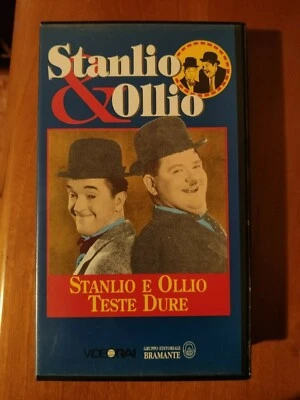 Stanlio
& Ollio
STANLIO E OLLIO
TESTE DURE
VIDEORAI
GRUPPO EDITORIALE
BRAMANTE